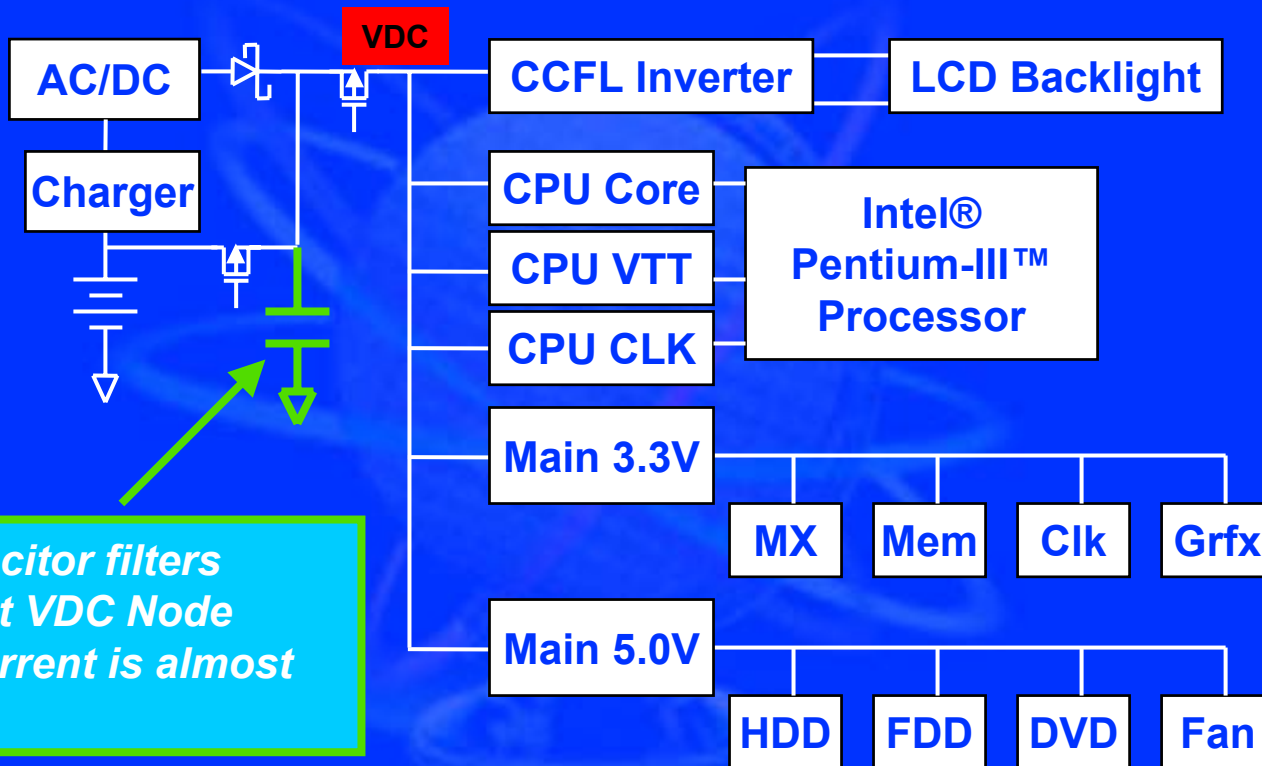 VDC
AC/DC
CCFL Inverter
LCD Backlight
Charger
CPU Core
CPU VTT
CPU CLK
Intel®
Pentium-III™
Processor
Main 3.3V
MX
Mem
Clk
Grfx
citor filters
t VDC Node
rrent is almost
Main 5.0V
HDD
FDD
DVD
Fan